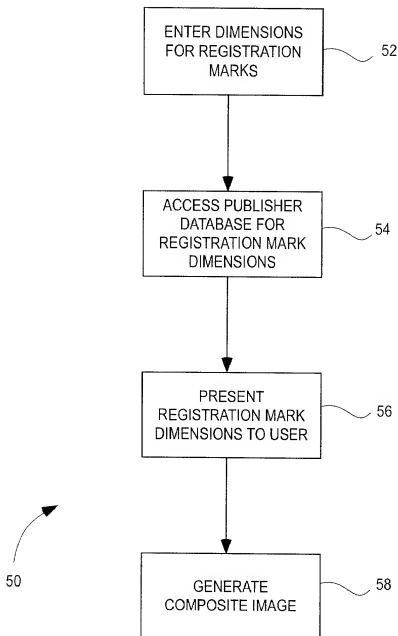 ENTER DIMENSIONS
FOR REGISTRATION
MARKS
52
ACCESS PUBLISHER
DATABASE FOR
REGISTRATION MARK
DIMENSIONS
54
PRESENT
REGISTRATION MARK
DIMENSIONS TO USER
56
50
GENERATE
COMPOSITE IMAGE
58